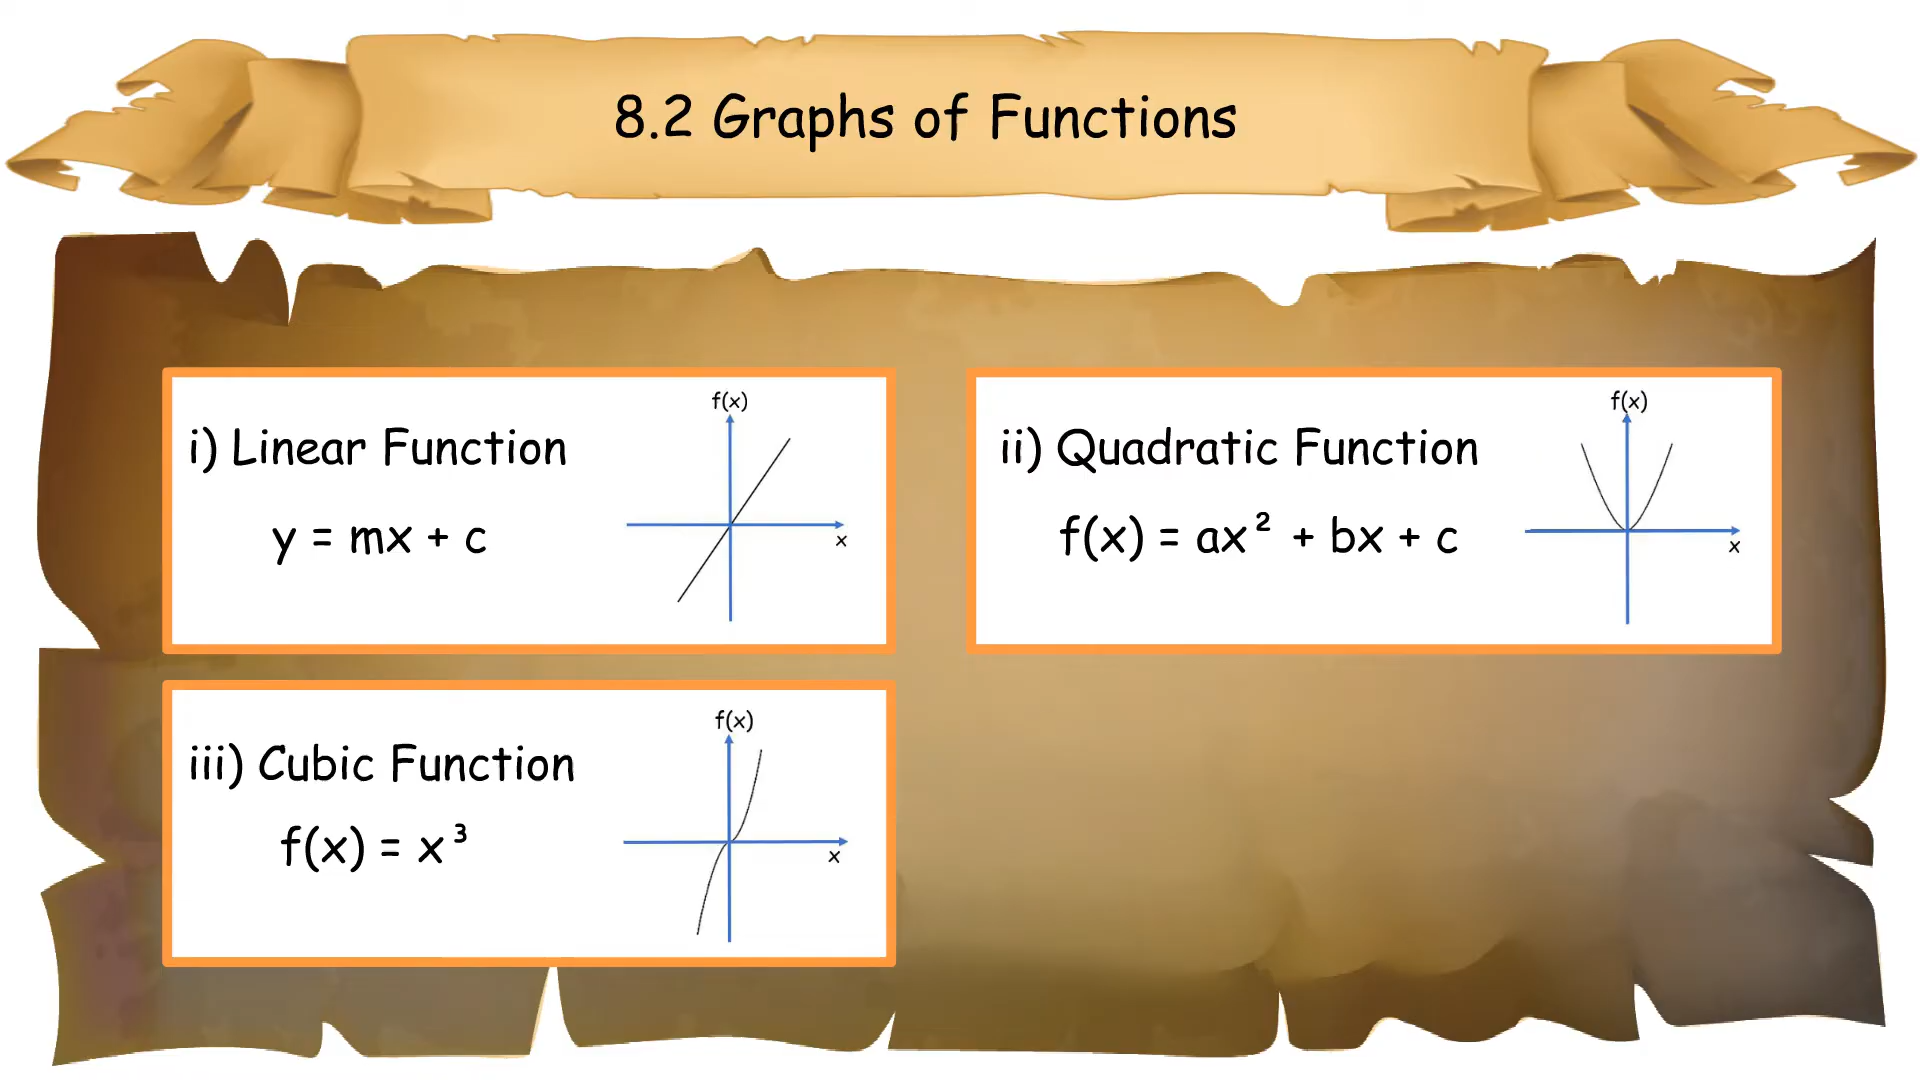 8.2 Graphs of Functions
i) Linear Function
y = mx + c
f(x)
x
ii) Quadratic Function
f(x) = ax² + bx + c
f(x)
x
iii) Cubic Function
f(x) = x³
f(x)
x